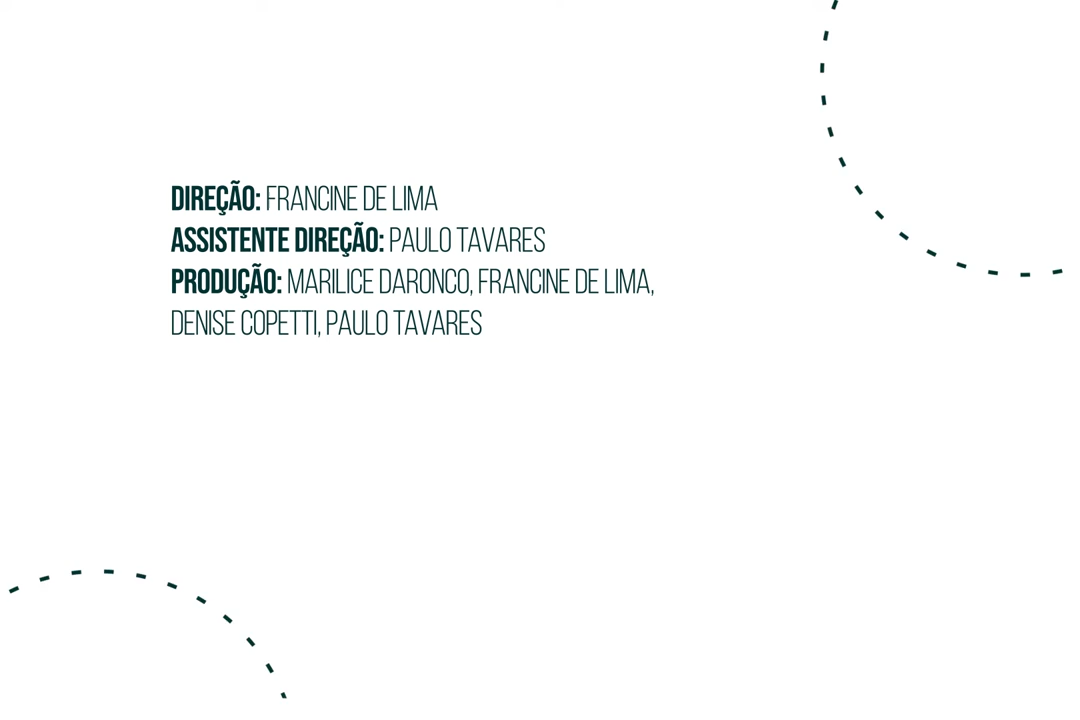 DIREÇÃO: FRANCINE DE LIMA
ASSISTENTE DIREÇÃO: PAULO TAVARES
PRODUÇÃO: MARILICE DARONCO, FRANCINE DE LIMA,
DENISE COPETTI, PAULO TAVARES